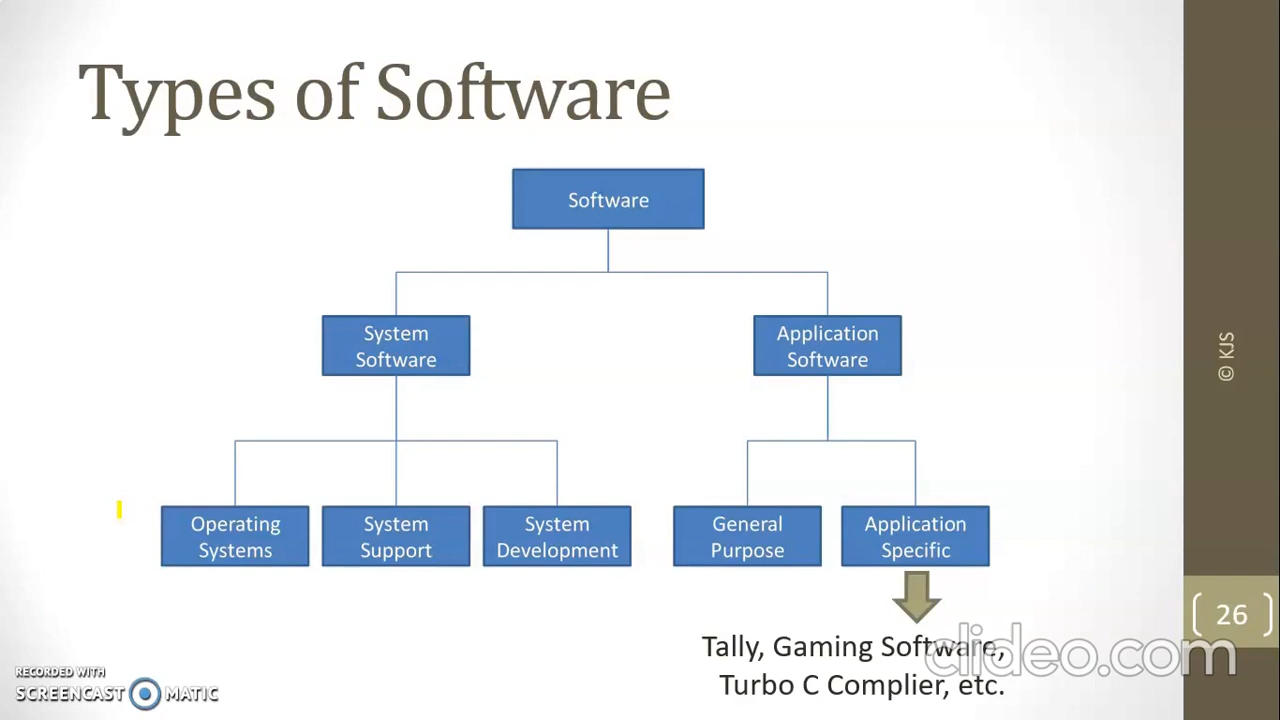 Types of Software
Software
System
Software
Application
Software
Operating
Systems
System
Support
System
Development
General
Purpose
Application
Specific
Tally, Gaming Software,
Turbo C Complier, etc.
© KJS
26
clideo.com
RECORDED WITH
SCREENCAST MATIC